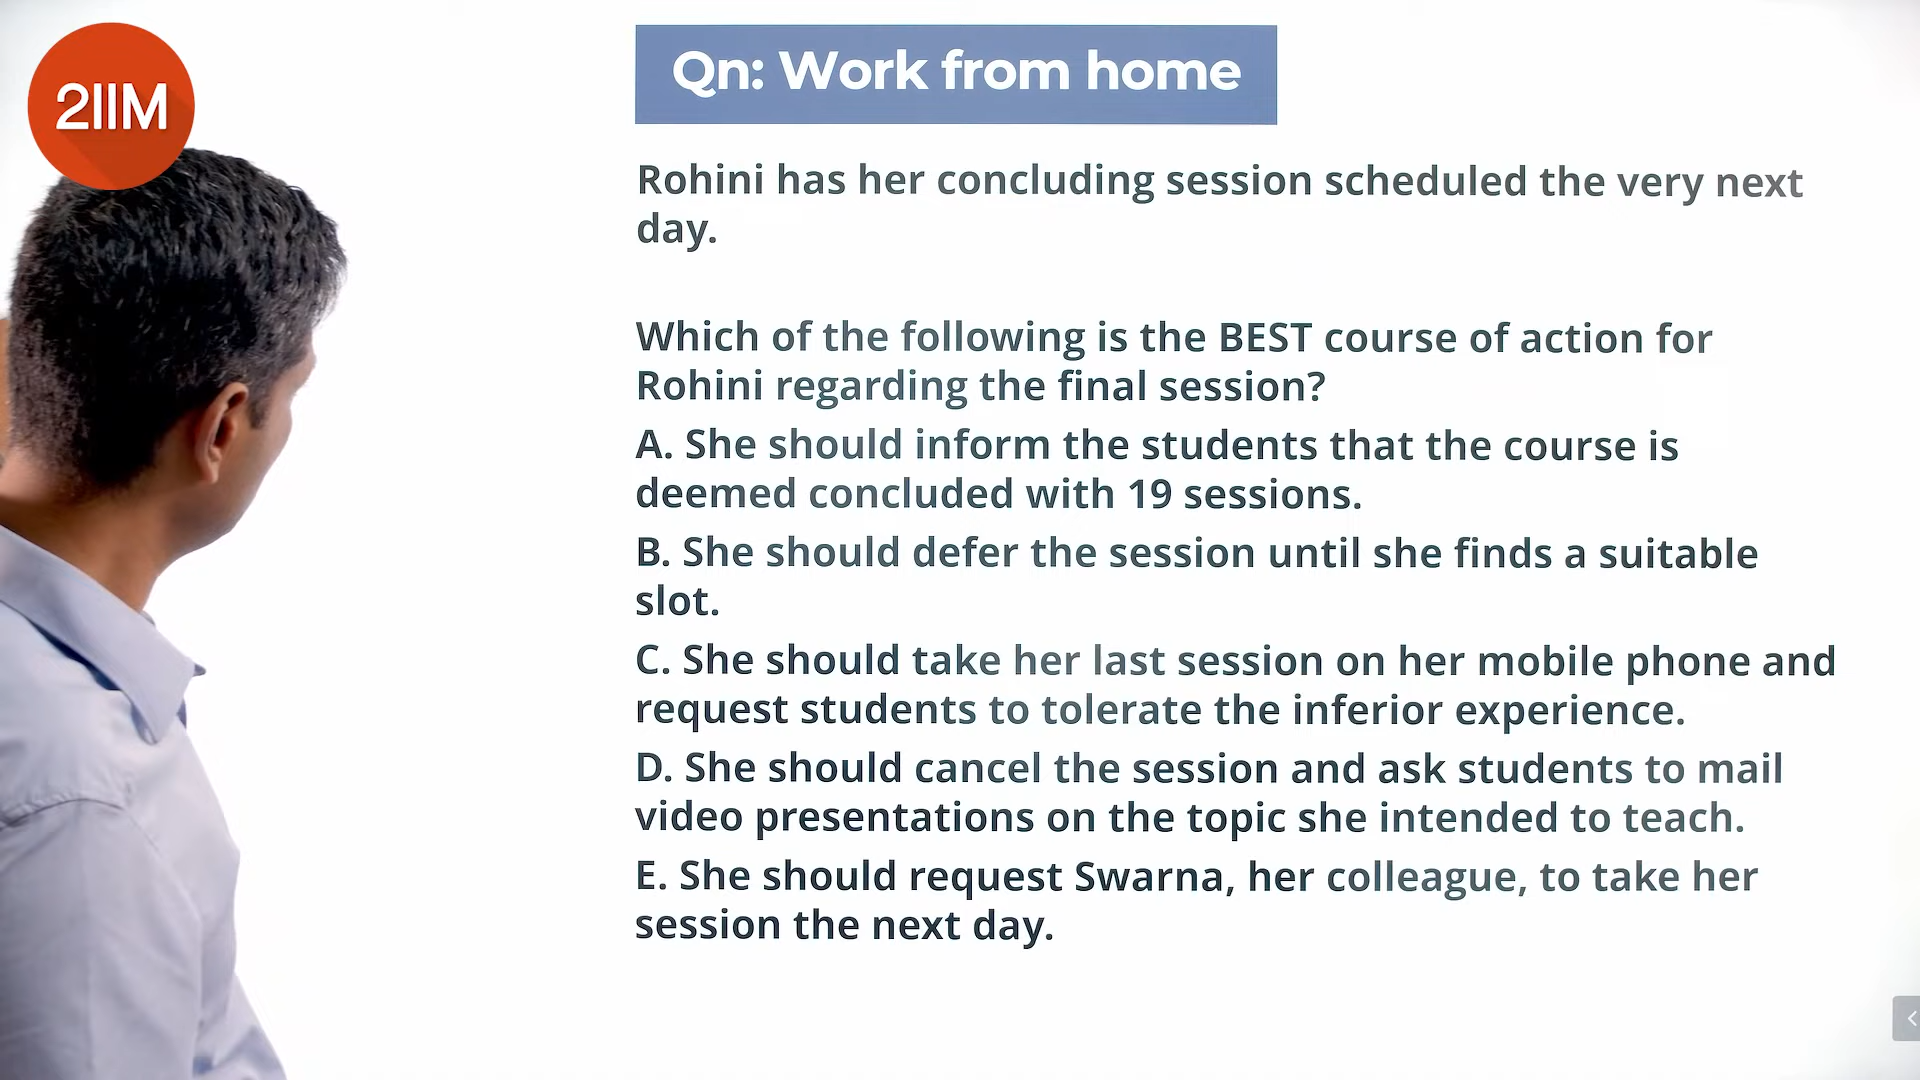 2IIM
Qn: Work from home
Rohini has her concluding session scheduled the very next
day.
Which of the following is the BEST course of action for
Rohini regarding the final session?
A. She should inform the students that the course is
deemed concluded with 19 sessions.
B. She should defer the session until she finds a suitable
slot.
C. She should take her last session on her mobile phone and
request students to tolerate the inferior experience.
D. She should cancel the session and ask students to mail
video presentations on the topic she intended to teach.
E. She should request Swarna, her colleague, to take her
session the next day.